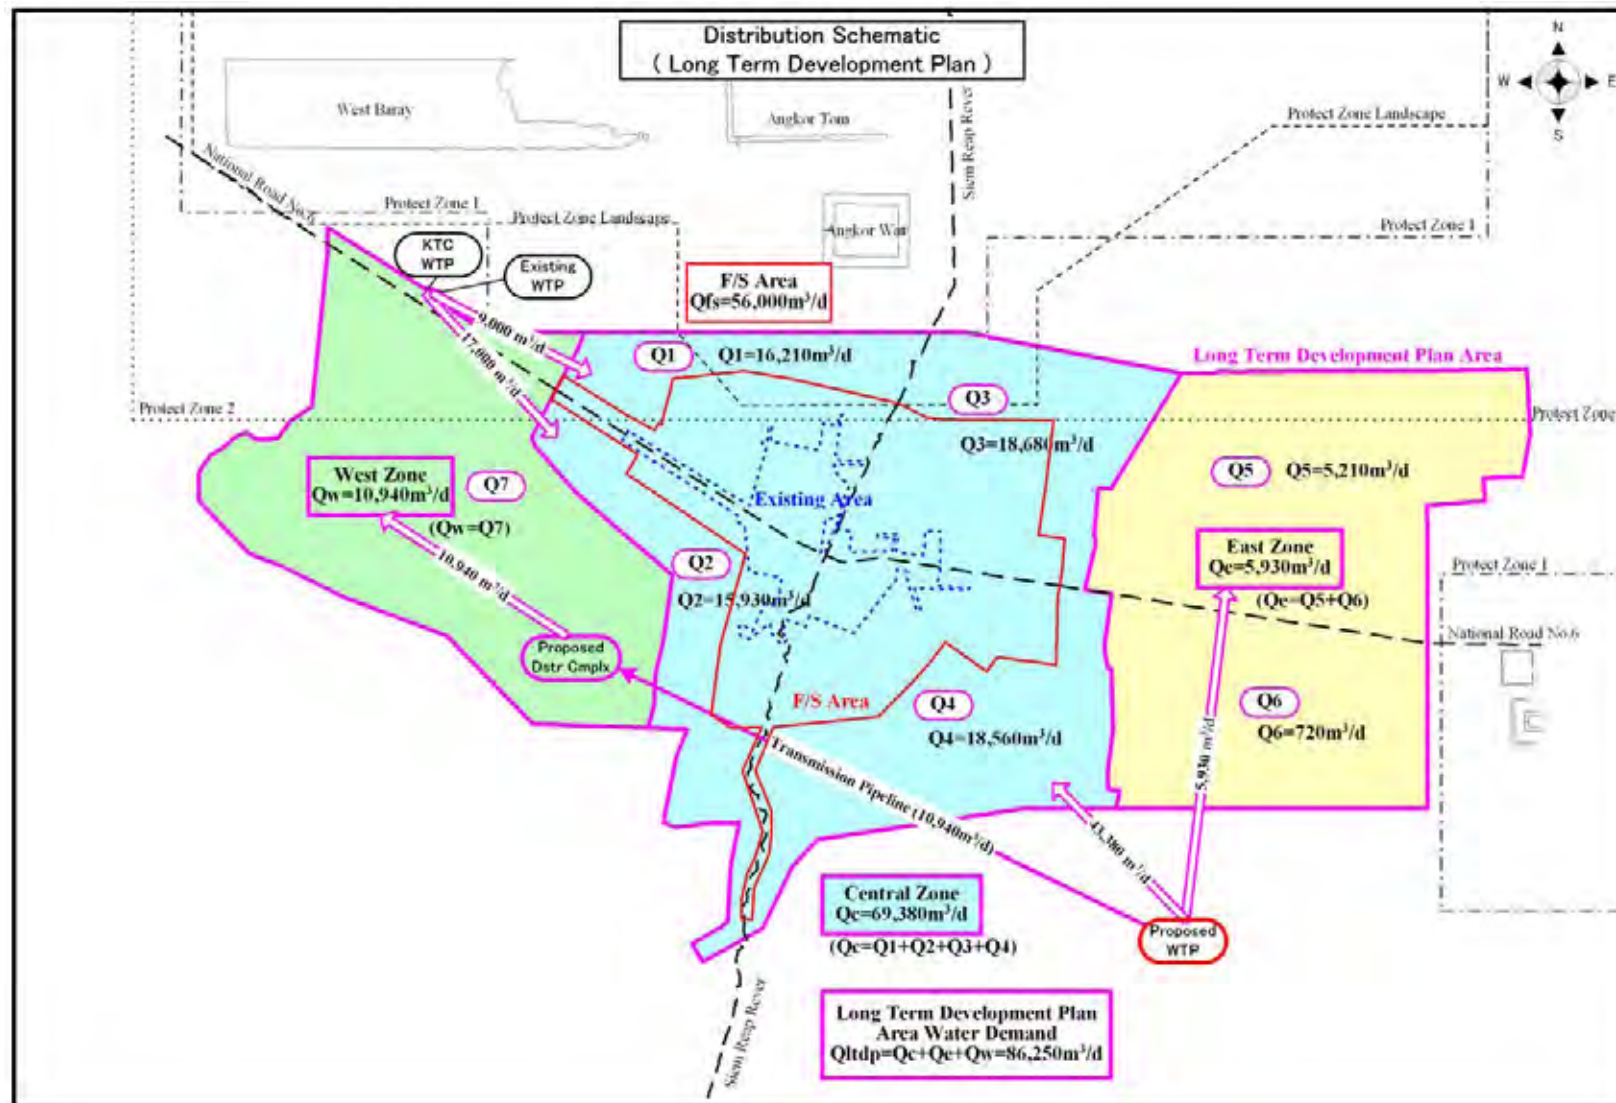 Distribution Schematic
( Long Term Development Plan )
N
W
E
S
West Baray
Angkor Tom
Siem Reap Rever
Protect Zone Landscape
National Road No.6
Protect Zone 1
Protect Zone Landscape
Angkor Wat
Protect Zone 1
KTC
WTP
Existing
WTP
F/S Area
Qfs=56,000m³/d
9,000 m³/d
17,000 m³/d
Q1
Q1=16,210m³/d
Long Term Development Plan Area
Q3
Protect Zone 2
Protect Zone
Q3=18,680m³/d
West Zone
Qw=10,940m³/d
Q7
(Qw=Q7)
Existing Area
Q5
Q5=5,210m³/d
10,940 m³/d
Q2
Q2=15,930m³/d
East Zone
Qe=5,930m³/d
(Qe=Q5+Q6)
Protect Zone 1
National Road No.6
Proposed
Dstr Cmplx
F/S Area
Q4
Q4=18,560m³/d
Q6
Q6=720m³/d
Transmission Pipeline (10,940m³/d)
5,930 m³/d
43,380 m³/d
Central Zone
Qc=69,380m³/d
(Qc=Q1+Q2+Q3+Q4)
Proposed
WTP
Siem Reap Rever
Long Term Development Plan
Area Water Demand
Qltdp=Qc+Qe+Qw=86,250m³/d